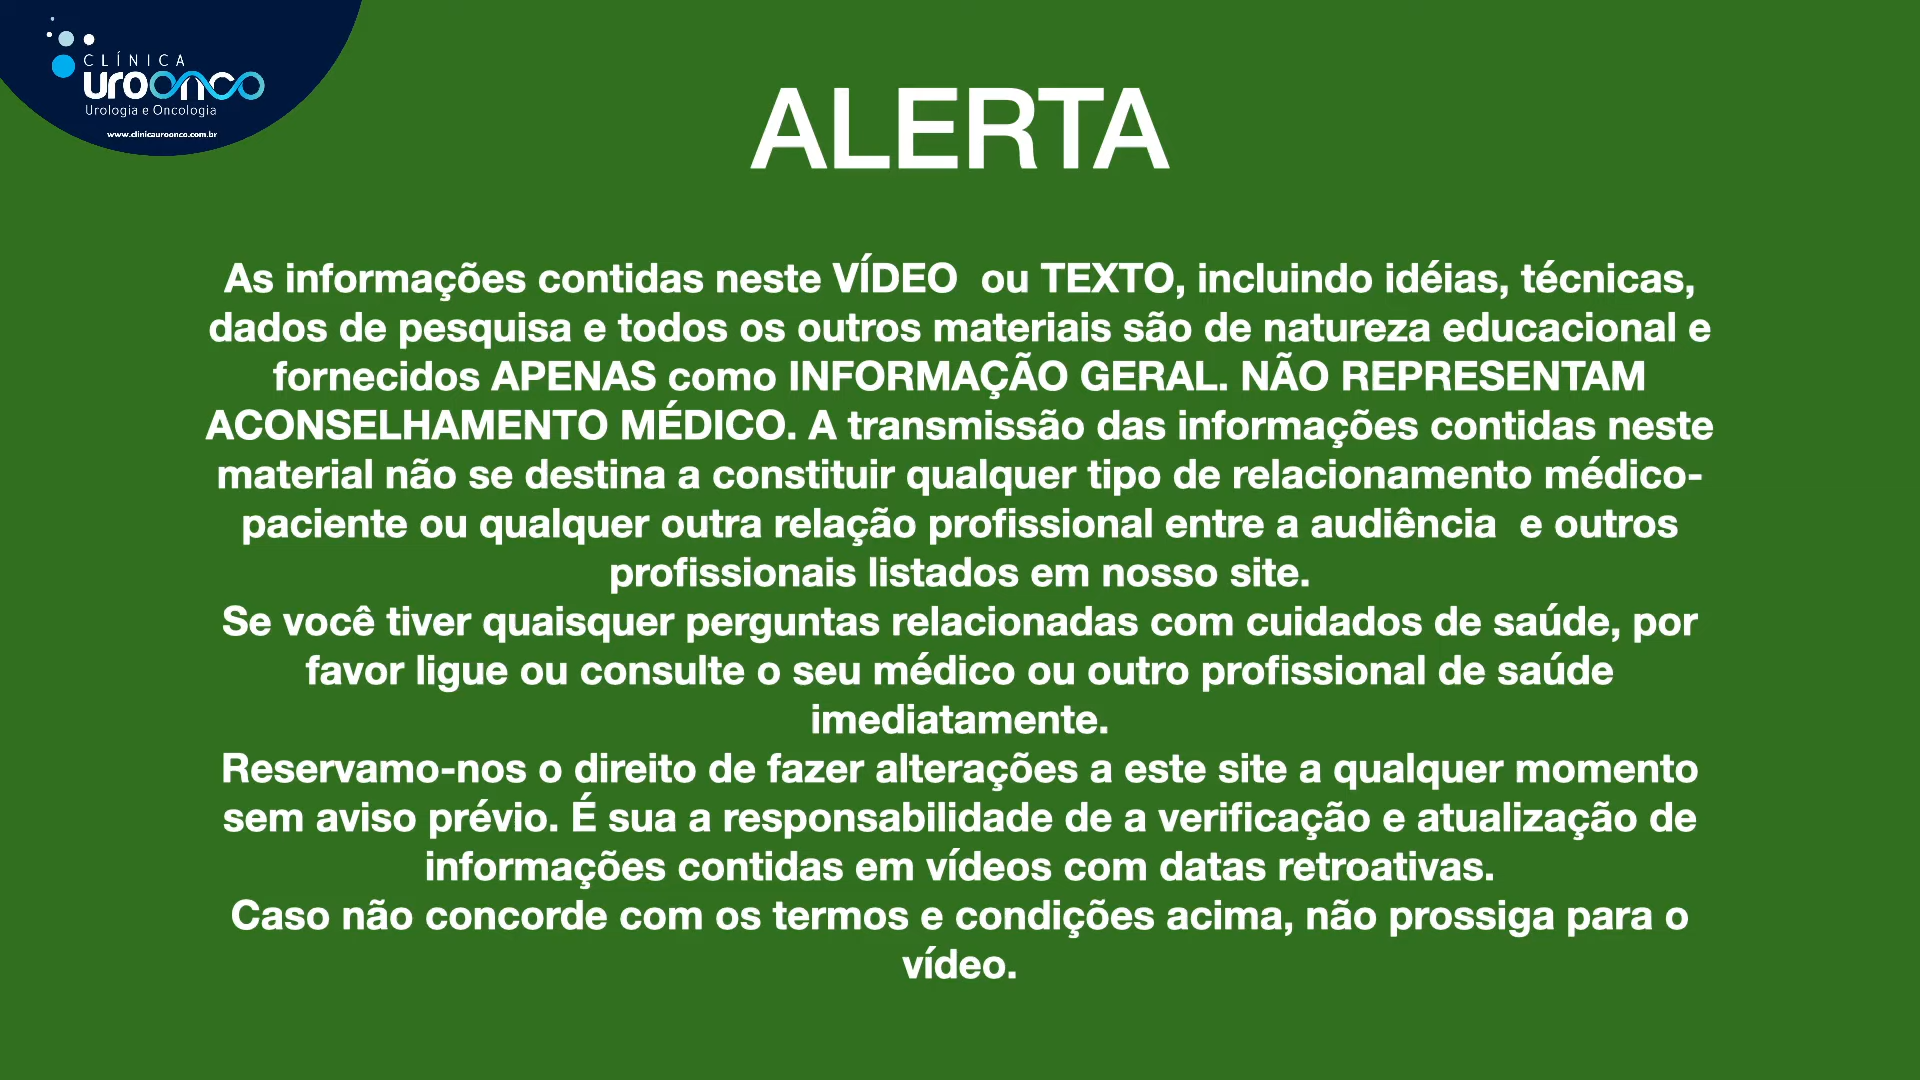 CLÍNICA
uroonco
Urologia e Oncologia
www.clinicauroonco.com.br
ALERTA
As informações contidas neste VÍDEO  ou TEXTO, incluindo idéias, técnicas,
dados de pesquisa e todos os outros materiais são de natureza educacional e
fornecidos APENAS como INFORMAÇÃO GERAL. NÃO REPRESENTAM
ACONSELHAMENTO MÉDICO. A transmissão das informações contidas neste
material não se destina a constituir qualquer tipo de relacionamento médico-
paciente ou qualquer outra relação profissional entre a audiência  e outros
profissionais listados em nosso site.
Se você tiver quaisquer perguntas relacionadas com cuidados de saúde, por
favor ligue ou consulte o seu médico ou outro profissional de saúde
imediatamente.
Reservamo-nos o direito de fazer alterações a este site a qualquer momento
sem aviso prévio. É sua a responsabilidade de a verificação e atualização de
informações contidas em vídeos com datas retroativas.
Caso não concorde com os termos e condições acima, não prossiga para o
vídeo.